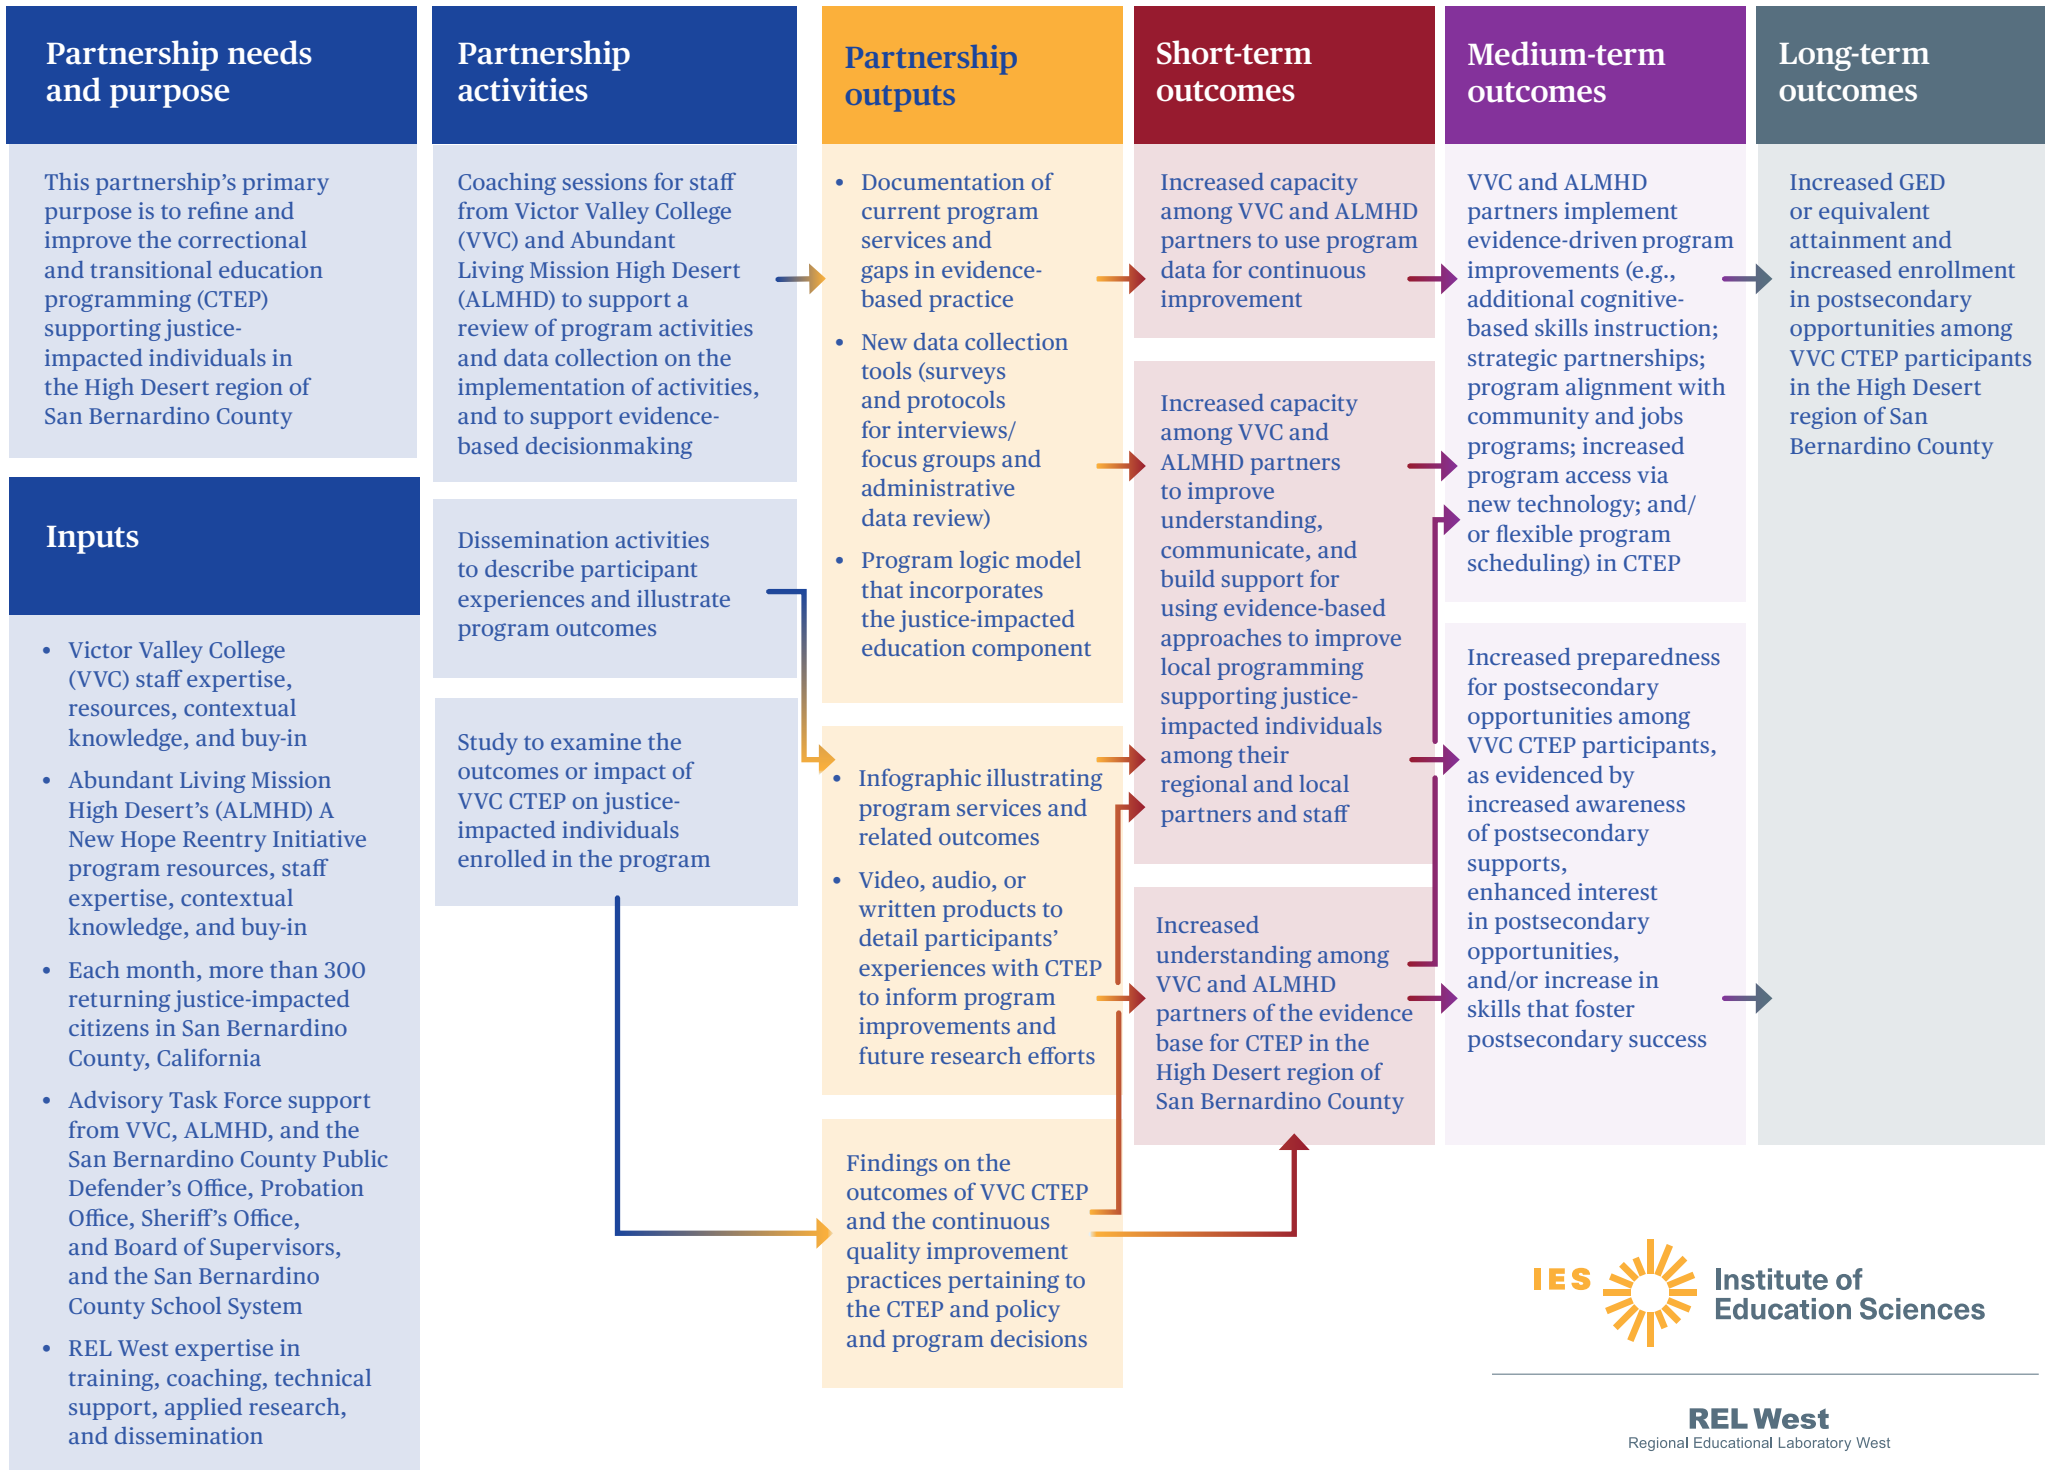 Partnership needs
and purpose
This partnership’s primary
purpose is to refine and
improve the correctional
and transitional education
programming (CTEP)
supporting justice-
impacted individuals in
the High Desert region of
San Bernardino County
Inputs
• Victor Valley College
(VVC) staff expertise,
resources, contextual
knowledge, and buy-in
• Abundant Living Mission
High Desert’s (ALMHD) A
New Hope Reentry Initiative
program resources, staff
expertise, contextual
knowledge, and buy-in
• Each month, more than 300
returning justice-impacted
citizens in San Bernardino
County, California
• Advisory Task Force support
from VVC, ALMHD, and the
San Bernardino County Public
Defender’s Office, Probation
Office, Sheriff’s Office,
and Board of Supervisors,
and the San Bernardino
County School System
• REL West expertise in
training, coaching, technical
support, applied research,
and dissemination
Partnership
activities
Coaching sessions for staff
from Victor Valley College
(VVC) and Abundant
Living Mission High Desert
(ALMHD) to support a
review of program activities
and data collection on the
implementation of activities,
and to support evidence-
based decisionmaking
Dissemination activities
to describe participant
experiences and illustrate
program outcomes
Study to examine the
outcomes or impact of
VVC CTEP on justice-
impacted individuals
enrolled in the program
Partnership
outputs
• Documentation of
current program
services and
gaps in evidence-
based practice
• New data collection
tools (surveys
and protocols
for interviews/
focus groups and
administrative
data review)
• Program logic model
that incorporates
the justice-impacted
education component
• Infographic illustrating
program services and
related outcomes
• Video, audio, or
written products to
detail participants’
experiences with CTEP
to inform program
improvements and
future research efforts
Findings on the
outcomes of VVC CTEP
and the continuous
quality improvement
practices pertaining to
the CTEP and policy
and program decisions
Short-term
outcomes
Increased capacity
among VVC and ALMHD
partners to use program
data for continuous
improvement
Increased capacity
among VVC and
ALMHD partners
to improve
understanding,
communicate, and
build support for
using evidence-based
approaches to improve
local programming
supporting justice-
impacted individuals
among their
regional and local
partners and staff
Increased
understanding among
VVC and ALMHD
partners of the evidence
base for CTEP in the
High Desert region of
San Bernardino County
Medium-term
outcomes
VVC and ALMHD
partners implement
evidence-driven program
improvements (e.g.,
additional cognitive-
based skills instruction;
strategic partnerships;
program alignment with
community and jobs
programs; increased
program access via
new technology; and/
or flexible program
scheduling) in CTEP
Increased preparedness
for postsecondary
opportunities among
VVC CTEP participants,
as evidenced by
increased awareness
of postsecondary
supports,
enhanced interest
in postsecondary
opportunities,
and/or increase in
skills that foster
postsecondary success
Long-term
outcomes
Increased GED
or equivalent
attainment and
increased enrollment
in postsecondary
opportunities among
VVC CTEP participants
in the High Desert
region of San
Bernardino County
IES
Institute of
Education Sciences
REL West
Regional Educational Laboratory West